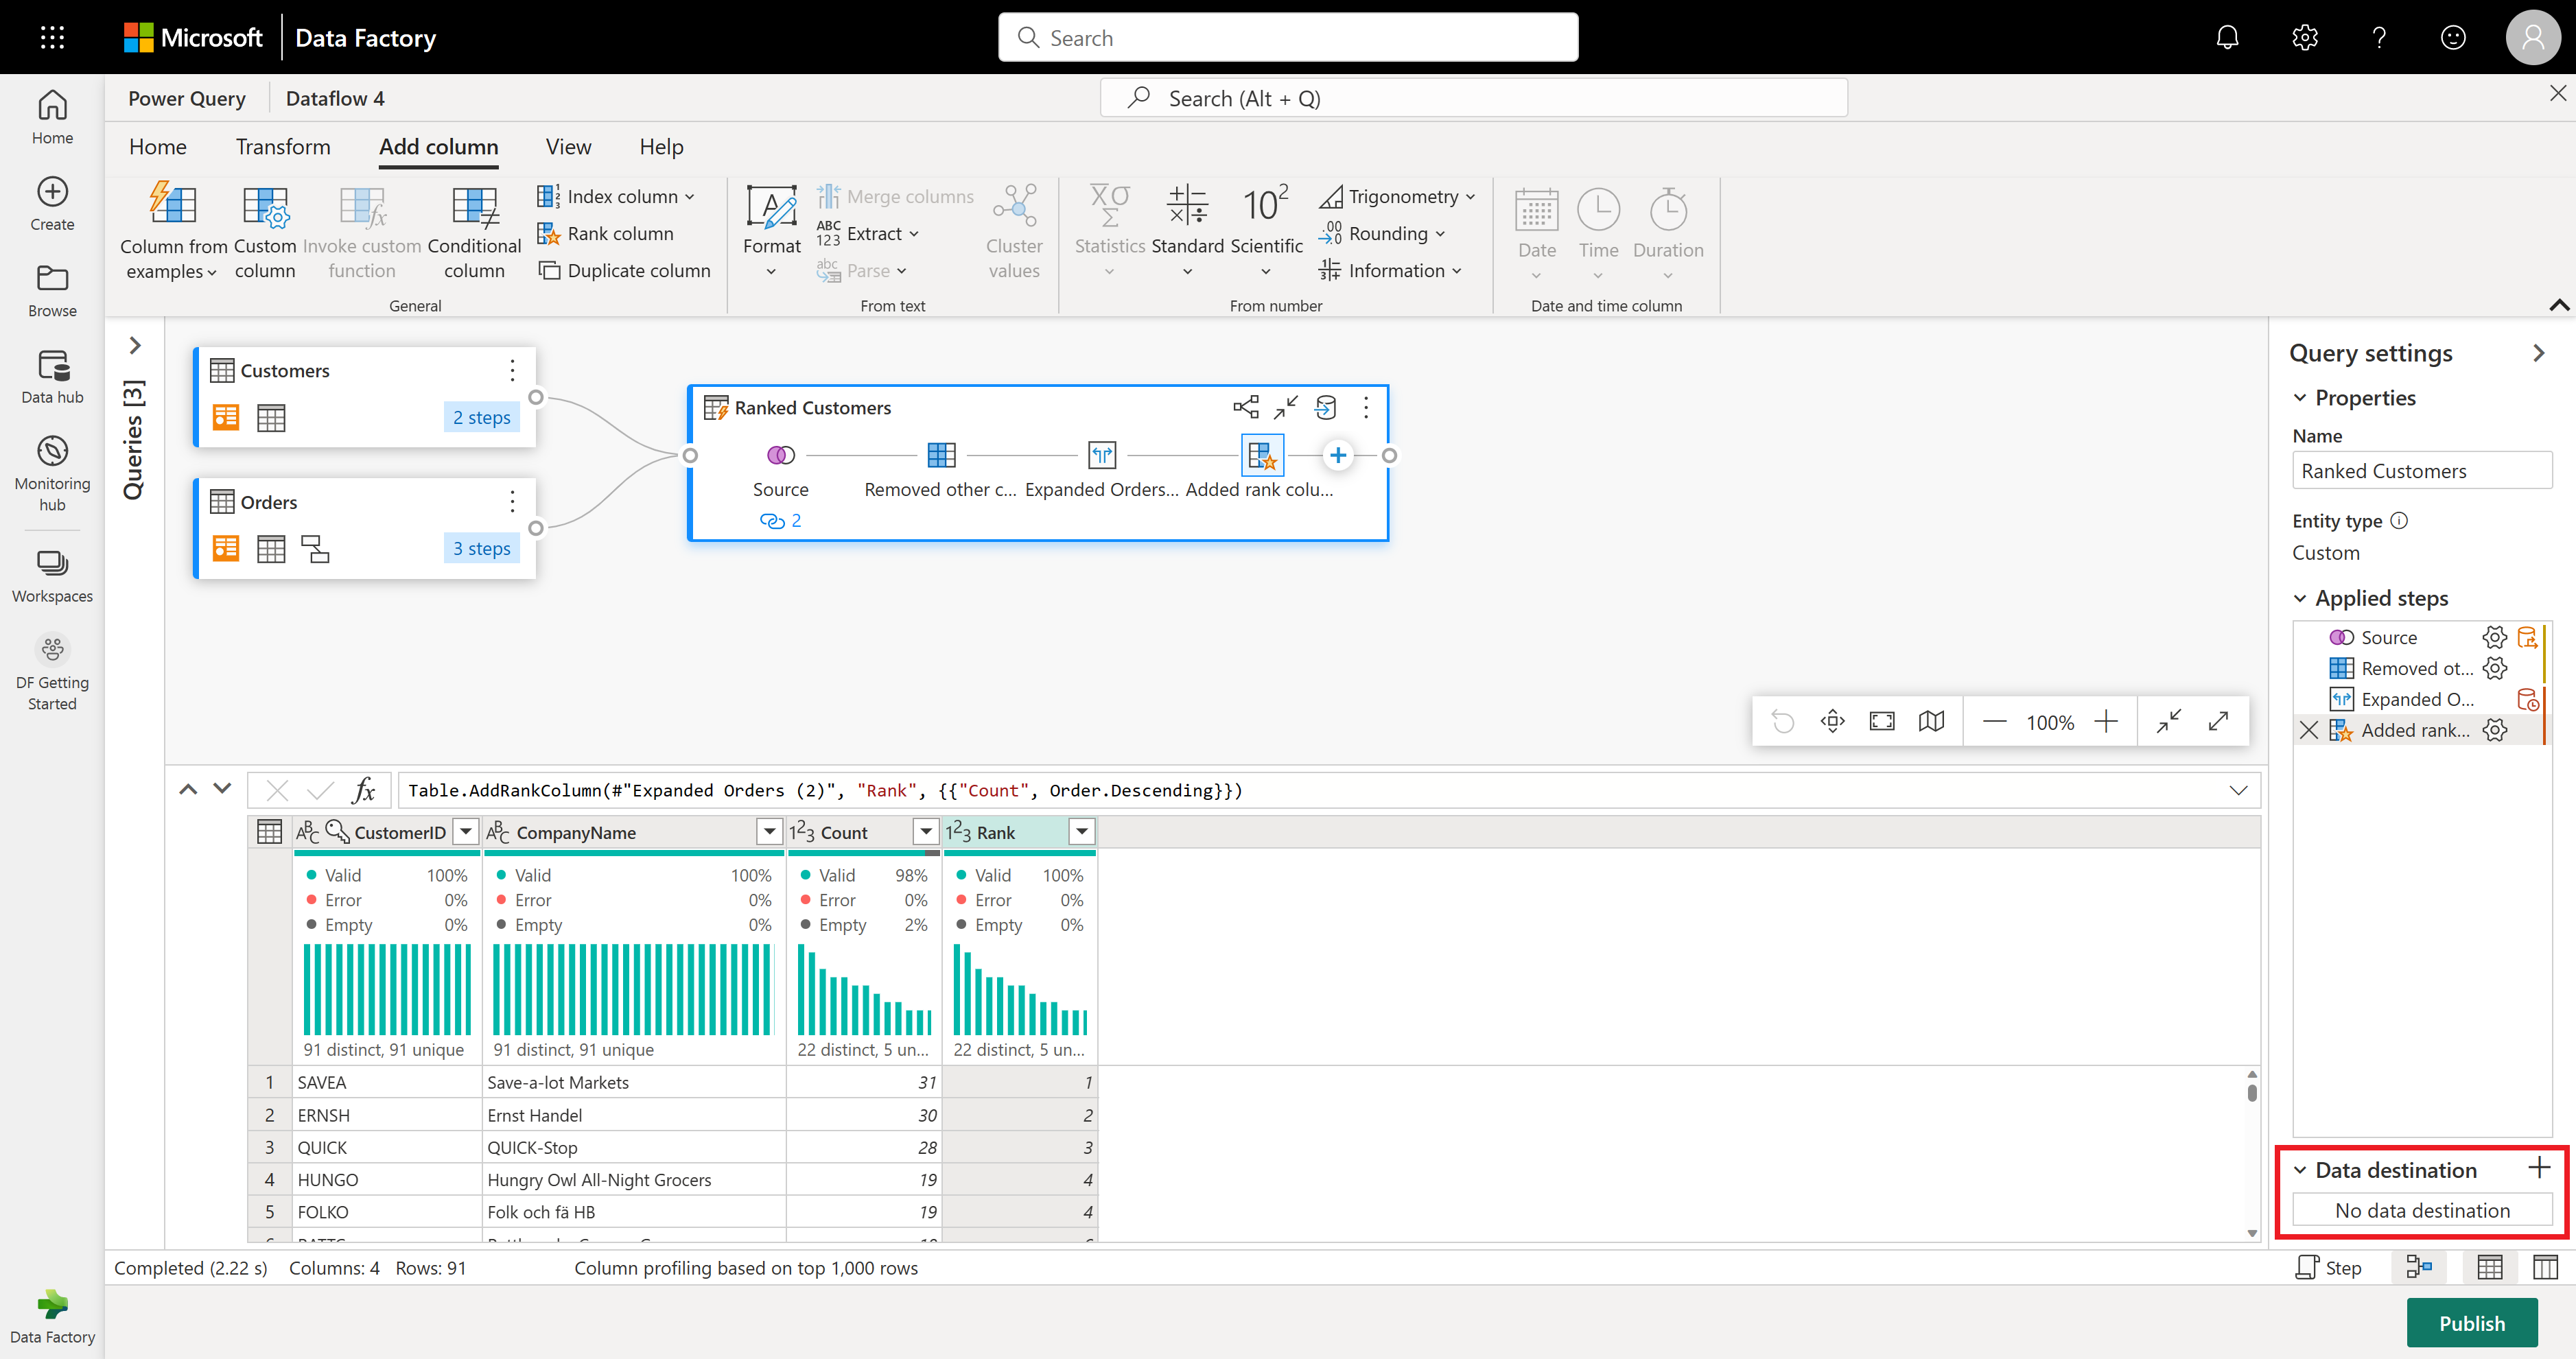 Microsoft
Data Factory
Search
Home
Create
Browse
Data hub
Monitoring
hub
Workspaces
DF Getting
Started
Data Factory
Power Query
Dataflow 4
Search (Alt + Q)
Home
Transform
Add column
View
Help
Column from
examples
Custom
column
Invoke custom
function
Conditional
column
Index column
Rank column
Duplicate column
General
Format
Merge columns
ABC
123
Extract
abc
Parse
Cluster
values
From text
Statistics
Standard
10²
Scientific
Trigonometry
Rounding
Information
From number
Date
Time
Duration
Date and time column
Queries [3]
Customers
2 steps
Orders
3 steps
Ranked Customers
Source
Removed other c...
Expanded Orders...
Added rank colu...
2
100%
fx
Table.AddRankColumn(#"Expanded Orders (2)", "Rank", {{"Count", Order.Descending}})
CustomerID
CompanyName
Count
Rank
Valid 100%
Error 0%
Empty 0%
91 distinct, 91 unique
Valid 100%
Error 0%
Empty 0%
91 distinct, 91 unique
Valid 98%
Error 0%
Empty 2%
22 distinct, 5 un...
Valid 100%
Error 0%
Empty 0%
22 distinct, 5 un...
1 SAVEA Save-a-lot Markets 31 1
2 ERNSH Ernst Handel 30 2
3 QUICK QUICK-Stop 28 3
4 HUNGO Hungry Owl All-Night Grocers 19 4
5 FOLKO Folk och fä HB 19 4
Completed (2.22 s)
Columns: 4
Rows: 91
Column profiling based on top 1,000 rows
Query settings
Properties
Name
Ranked Customers
Entity type
Custom
Applied steps
Source
Removed ot...
Expanded O...
Added rank...
Data destination
No data destination
Step
Publish